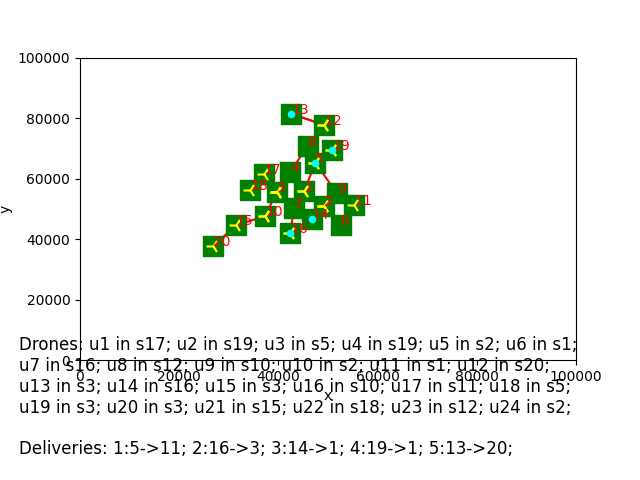 100000
13
12
80000
19
17
60000
18
11
10
15
16
40000
20
20000
0
y
0 20000 40000 60000 80000 100000
x
Drones: u1 in s17; u2 in s19; u3 in s5; u4 in s19; u5 in s2; u6 in s1;
u7 in s16; u8 in s12; u9 in s10; u10 in s2; u11 in s1; u12 in s20;
u13 in s3; u14 in s16; u15 in s3; u16 in s10; u17 in s11; u18 in s5;
u19 in s3; u20 in s3; u21 in s15; u22 in s18; u23 in s12; u24 in s2;
Deliveries: 1:5->11; 2:16->3; 3:14->1; 4:19->1; 5:13->20;